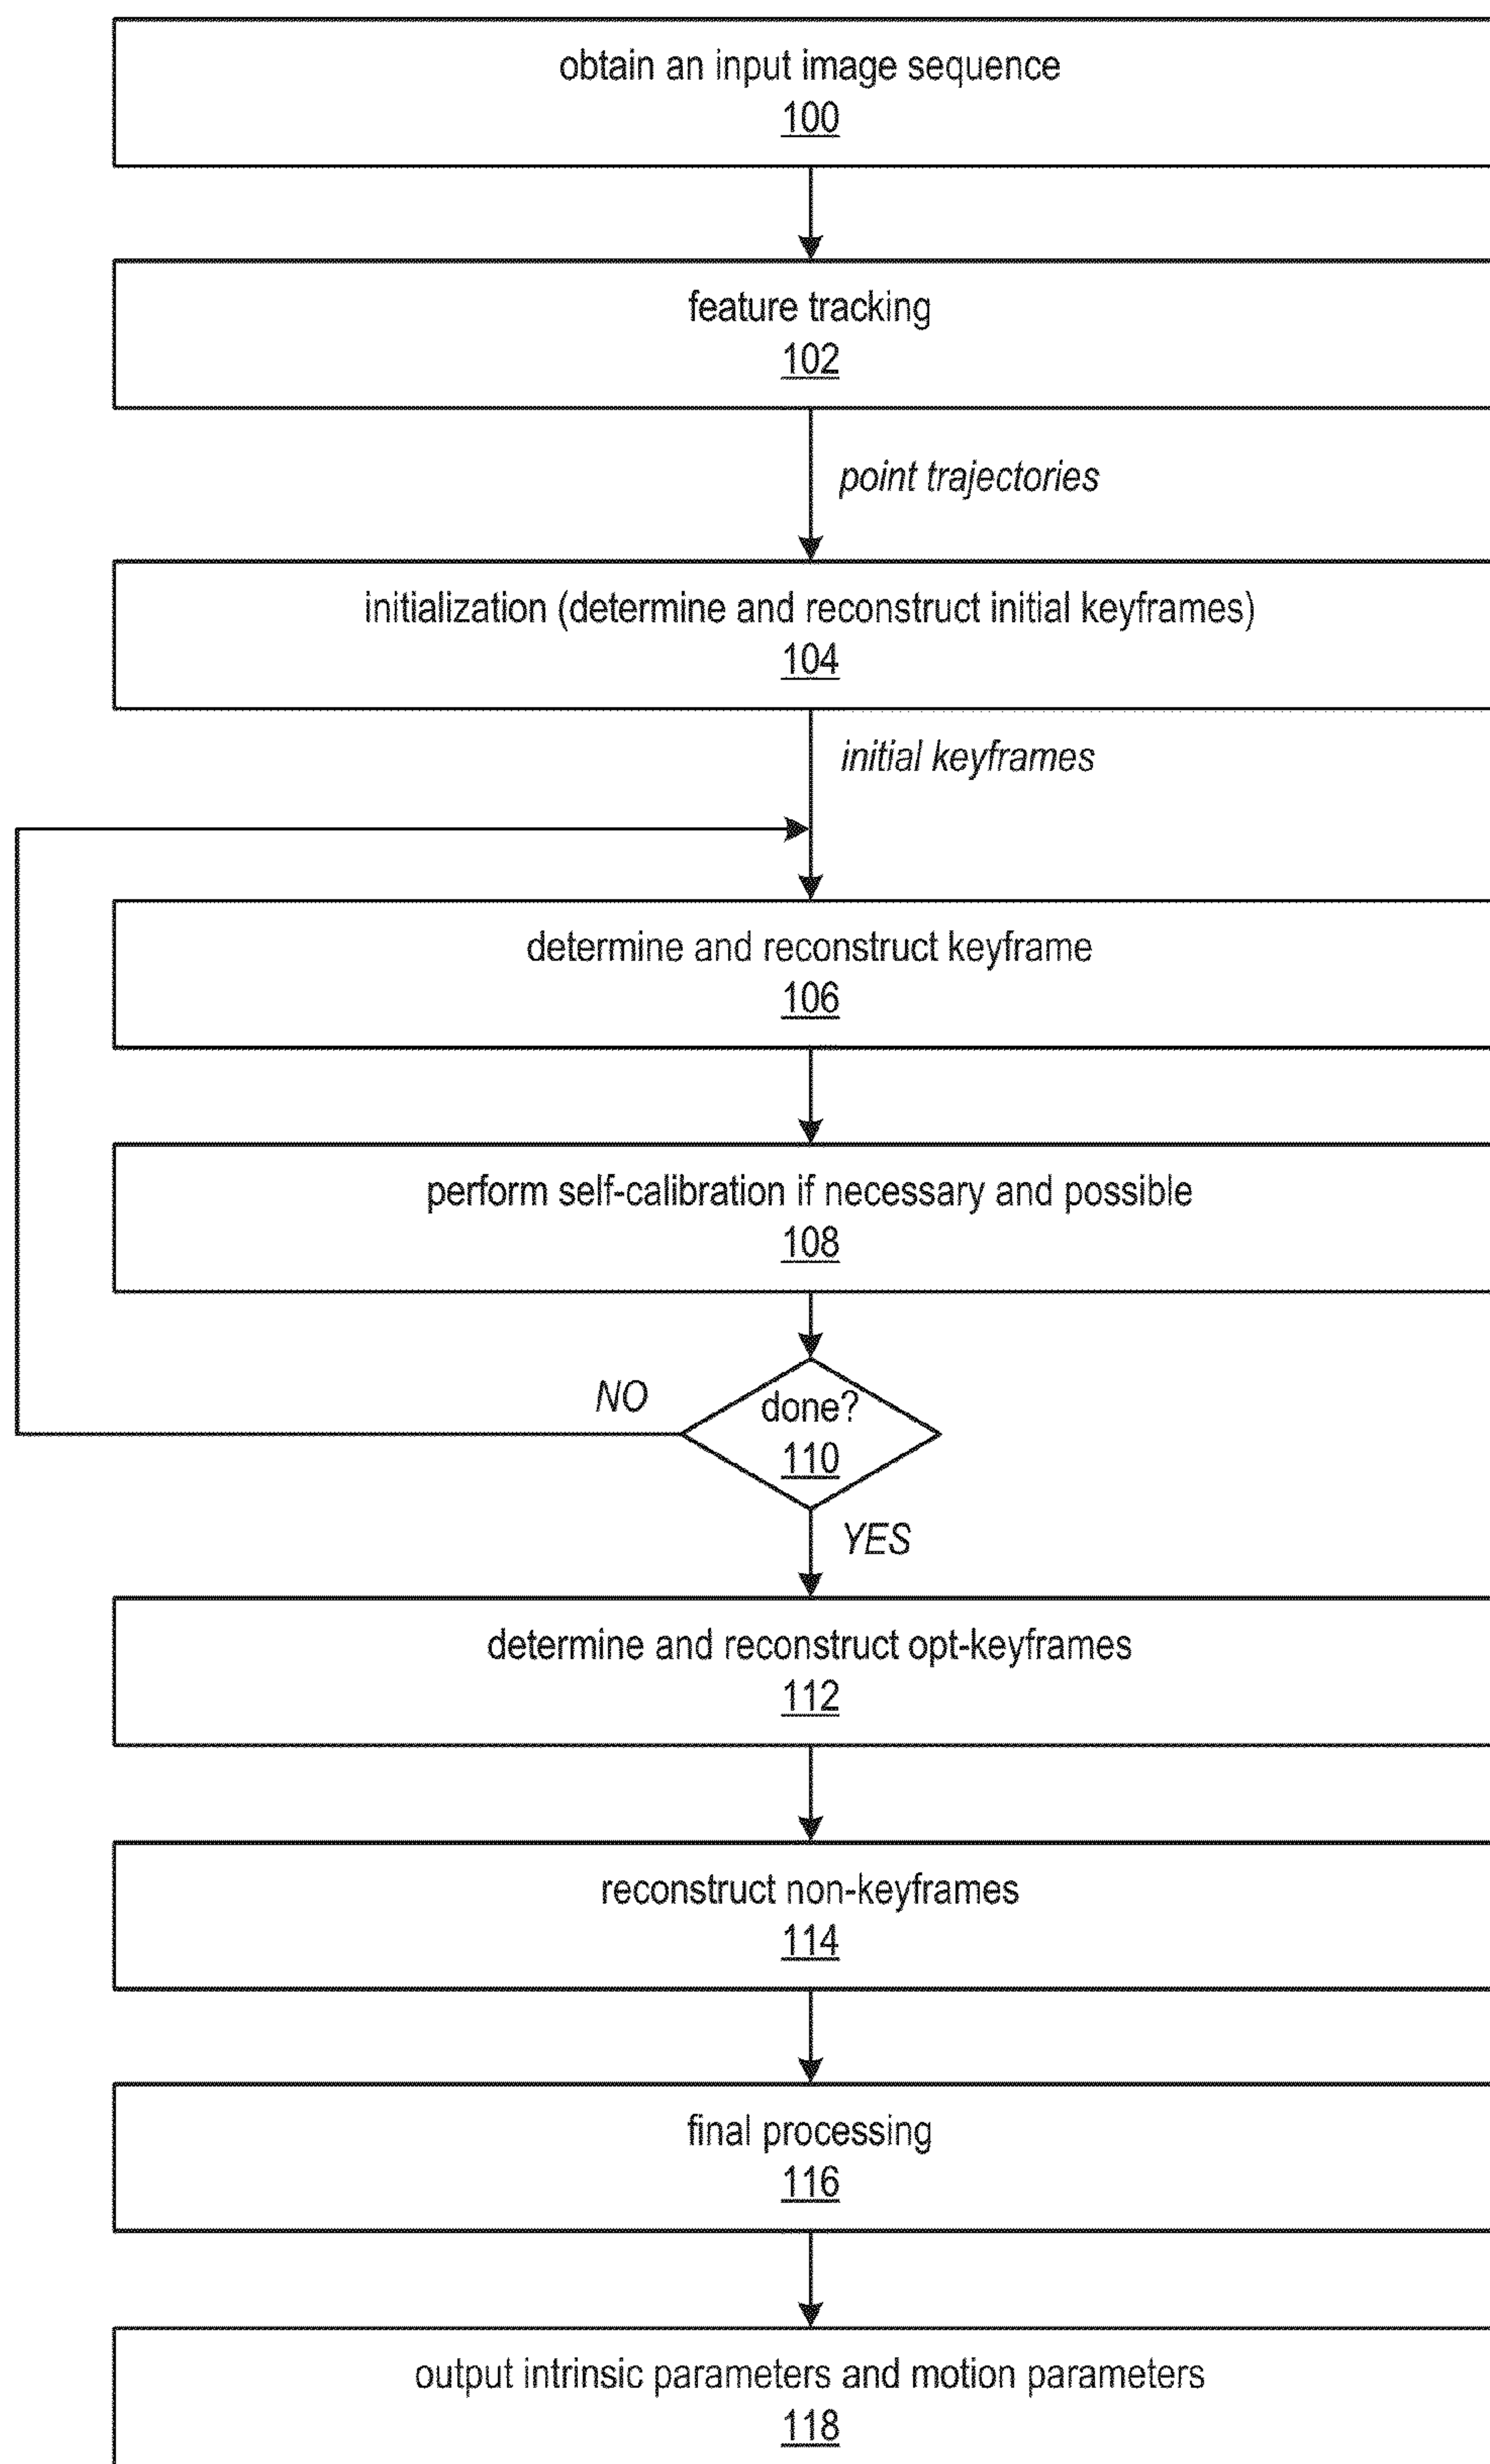 obtain an input image sequence
100
feature tracking
102
point trajectories
initialization (determine and reconstruct initial keyframes)
104
initial keyframes
determine and reconstruct keyframe
106
perform self-calibration if necessary and possible
108
NO
done?
110
YES
determine and reconstruct opt-keyframes
112
reconstruct non-keyframes
114
final processing
116
output intrinsic parameters and motion parameters
118